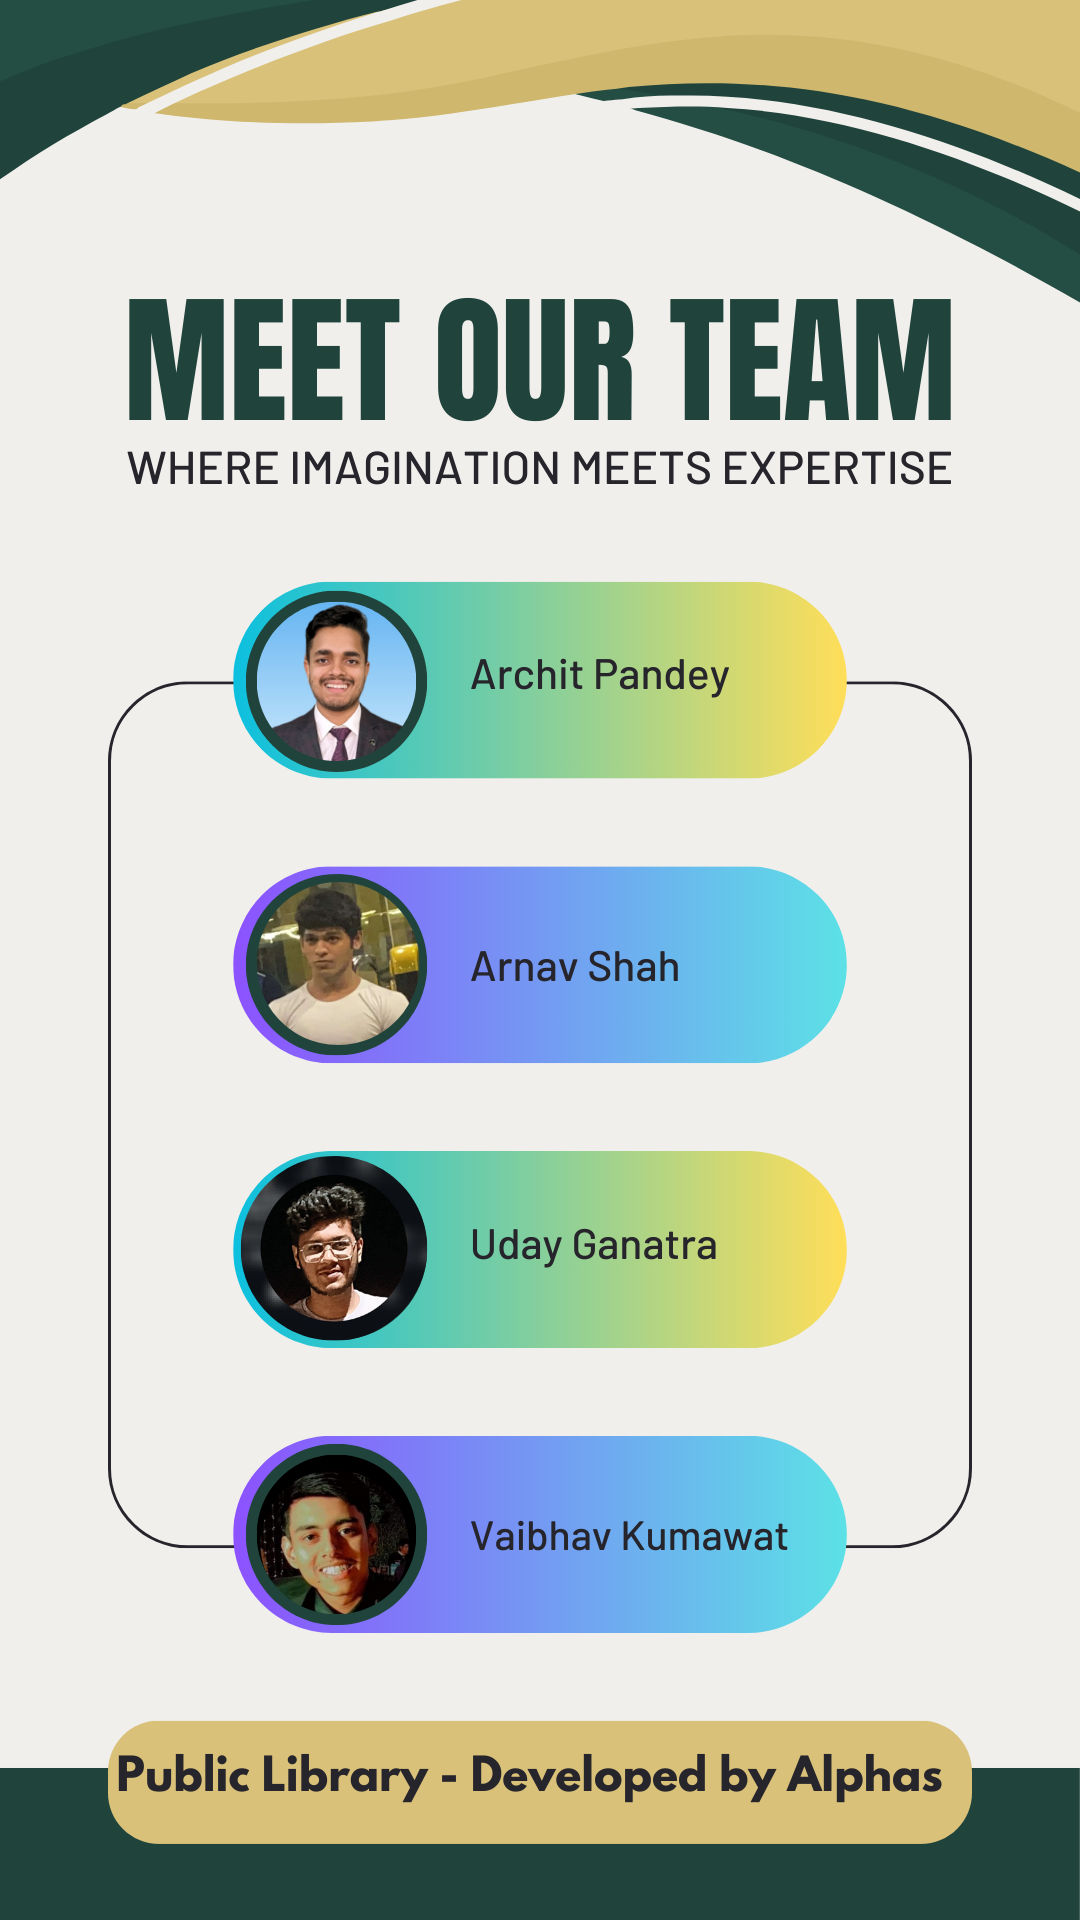 MEET OUR TEAM
WHERE IMAGINATION MEETS EXPERTISE
Archit Pandey
Arnav Shah
Uday Ganatra
Vaibhav Kumawat
Public Library - Developed by Alphas